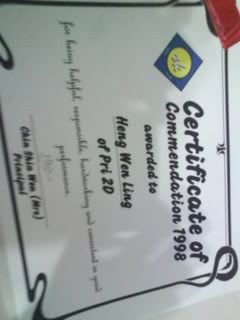 Certificate of
Commendation 1998
awarded to
Heng Wen Ling
of Pri 2D
for being helpful, responsible, hardworking and consistent in good
performance.
Chin Shin Wen (Mrs)
Principal